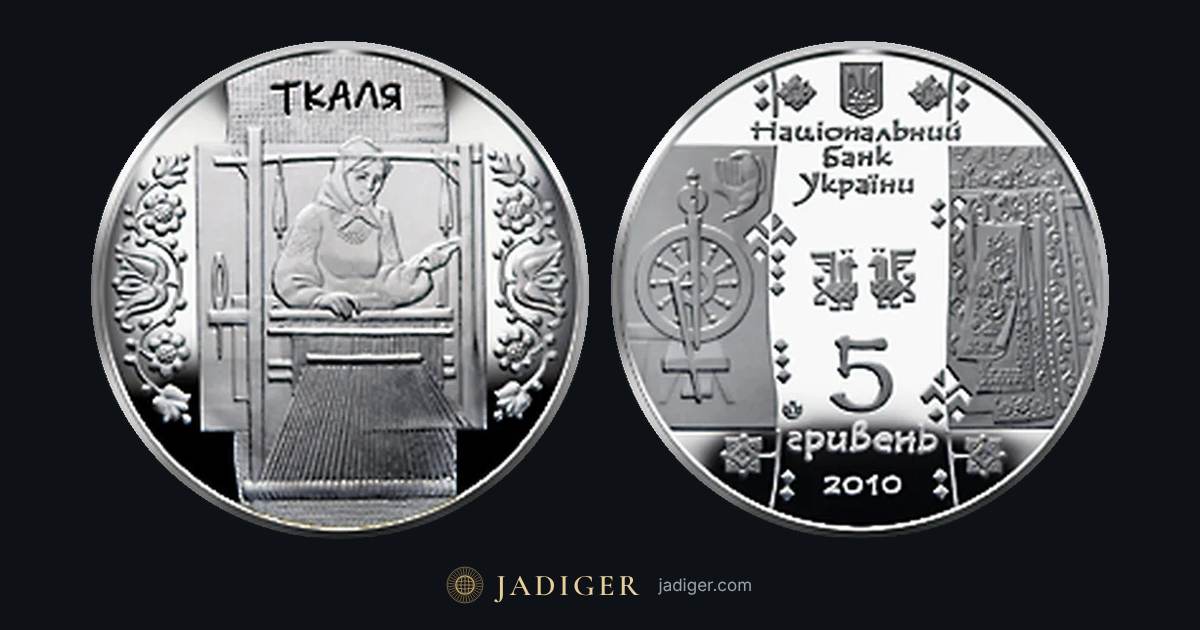 ТКАЛЯ
Національний
Банк
України
5
гривень
2010
JADIGER jadiger.com